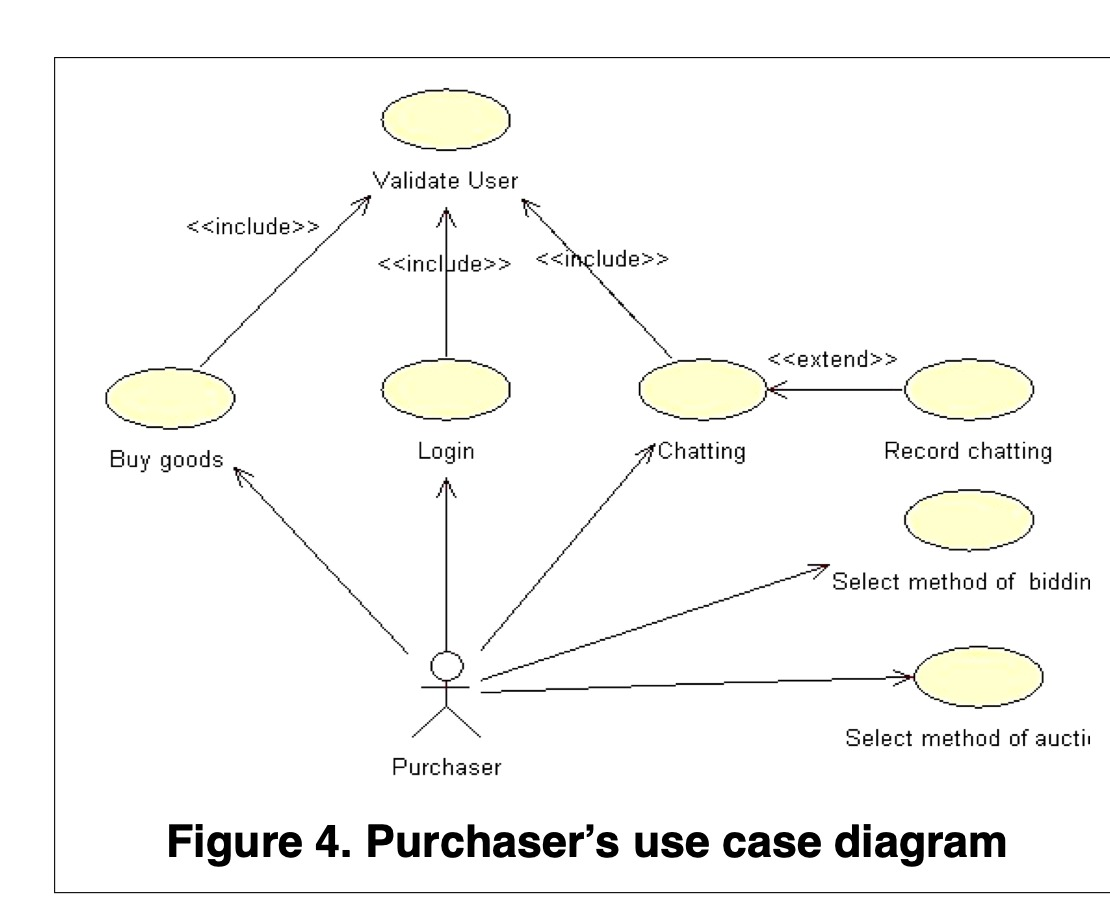 Validate User
<<include>>
<<include>>
<<include>>
<<extend>>
Buy goods
Login
Chatting
Record chatting
Select method of biddin
Select method of aucti
Purchaser
Figure 4. Purchaser’s use case diagram